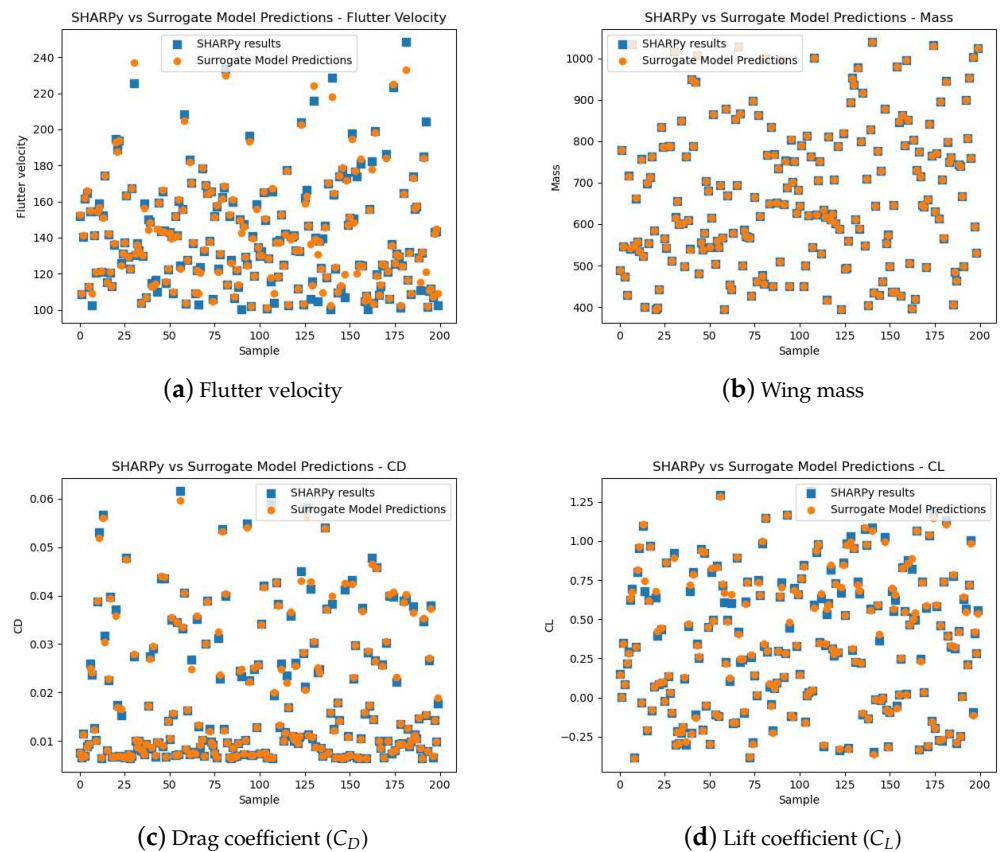 SHARPy vs Surrogate Model Predictions - Flutter Velocity
SHARPy results
Surrogate Model Predictions
240
220
200
180
160
140
120
100
Flutter velocity
0 25 50 75 100 125 150 175 200
Sample
(a) Flutter velocity
SHARPy vs Surrogate Model Predictions - Mass
SHARPy results
Surrogate Model Predictions
1000
900
800
700
600
500
400
Mass
0 25 50 75 100 125 150 175 200
Sample
(b) Wing mass
SHARPy vs Surrogate Model Predictions - CD
SHARPy results
Surrogate Model Predictions
0.06
0.05
0.04
0.03
0.02
0.01
CD
0 25 50 75 100 125 150 175 200
Sample
(c) Drag coefficient (C_D)
SHARPy vs Surrogate Model Predictions - CL
SHARPy results
Surrogate Model Predictions
1.25
1.00
0.75
0.50
0.25
0.00
−0.25
CL
0 25 50 75 100 125 150 175 200
Sample
(d) Lift coefficient (C_L)